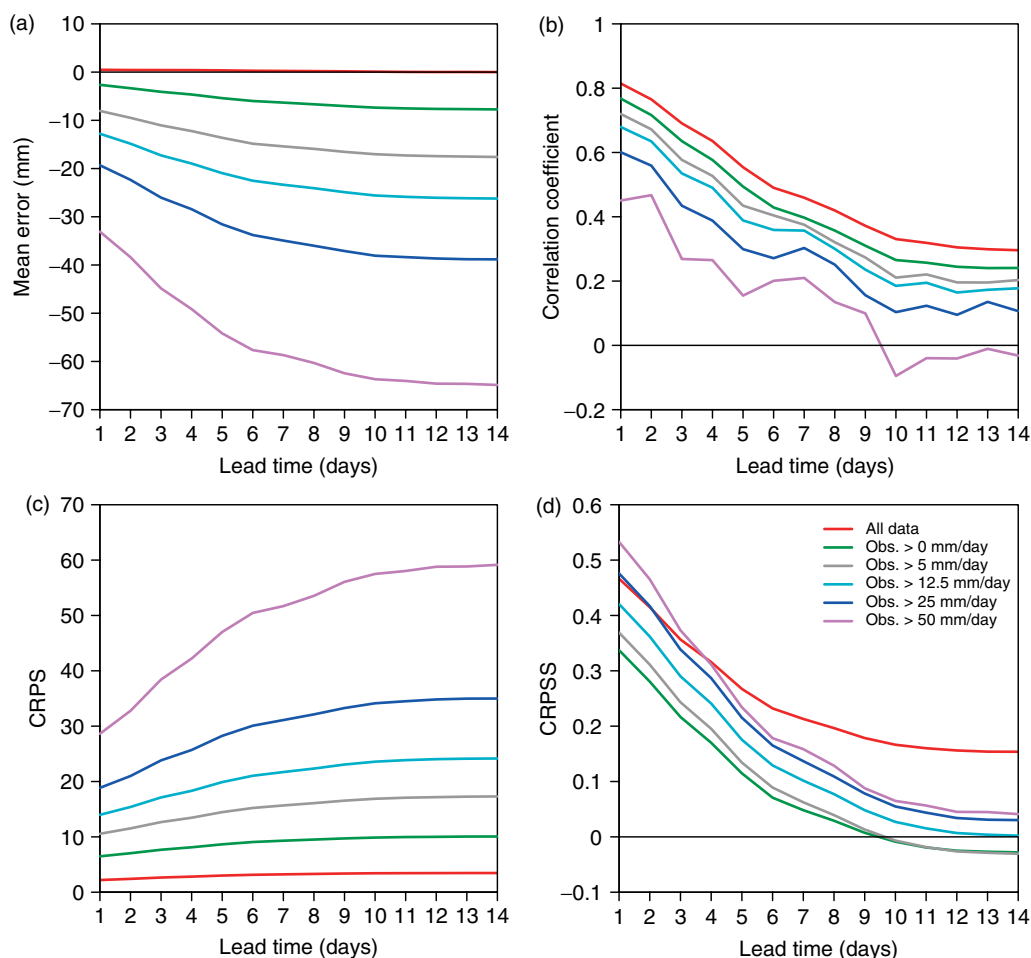 (a)
10
0
–10
–20
–30
–40
–50
–60
–70
Mean error (mm)
1 2 3 4 5 6 7 8 9 10 11 12 13 14
Lead time (days)
(b)
1
0.8
0.6
0.4
0.2
0
–0.2
Correlation coefficient
1 2 3 4 5 6 7 8 9 10 11 12 13 14
Lead time (days)
(c)
70
60
50
40
30
20
10
0
CRPS
1 2 3 4 5 6 7 8 9 10 11 12 13 14
Lead time (days)
(d)
0.6
0.5
0.4
0.3
0.2
0.1
0
–0.1
CRPSS
All data
Obs. > 0 mm/day
Obs. > 5 mm/day
Obs. > 12.5 mm/day
Obs. > 25 mm/day
Obs. > 50 mm/day
1 2 3 4 5 6 7 8 9 10 11 12 13 14
Lead time (days)